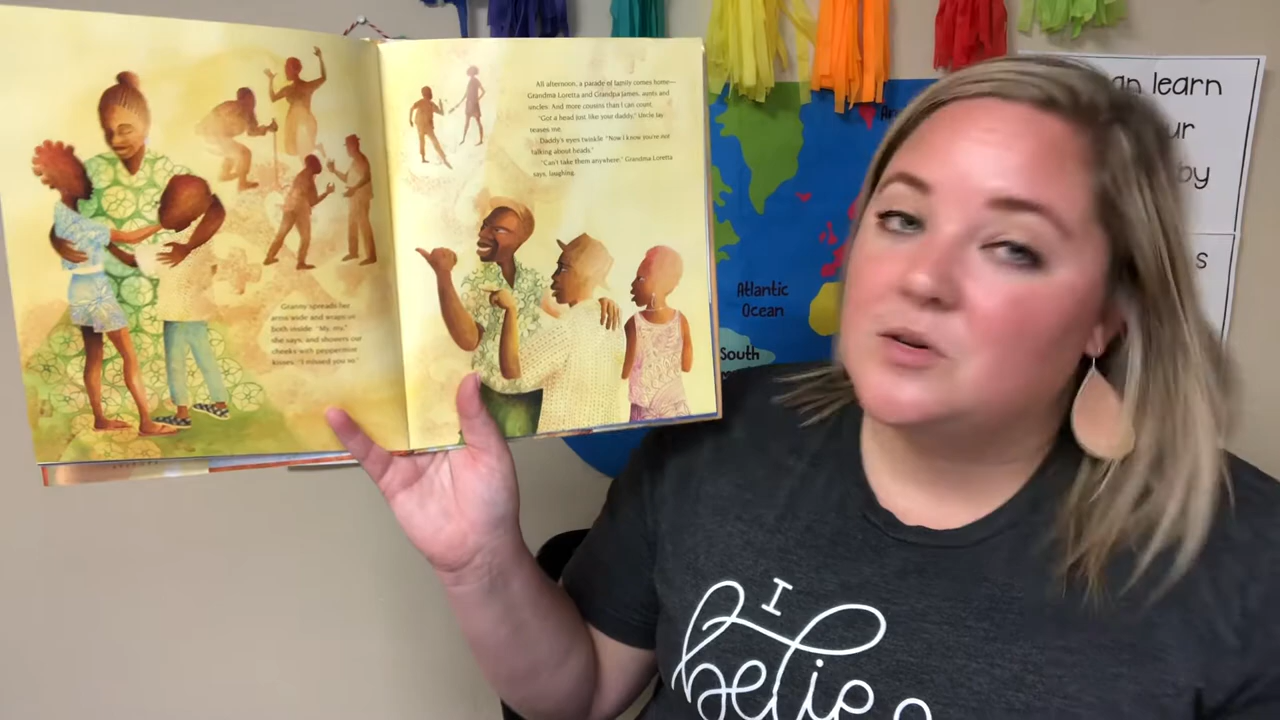 All afternoon, a parade of family comes home—
Grandma Loretta and Grandpa James, aunts and
uncles. And more cousins than I can count.
"Got a head just like your daddy," Uncle Jay
teases me.
Daddy's eyes twinkle. "Now I know you're not
talking about heads."
"Can't take them anywhere," Grandma Loretta
says, laughing.
Granny spreads her
arms wide and wraps us
both inside. "My, my,"
she says, and showers our
cheeks with peppermint
kisses. "I missed you so."
Atlantic
Ocean
South
an learn
ur
by
s
I
believe